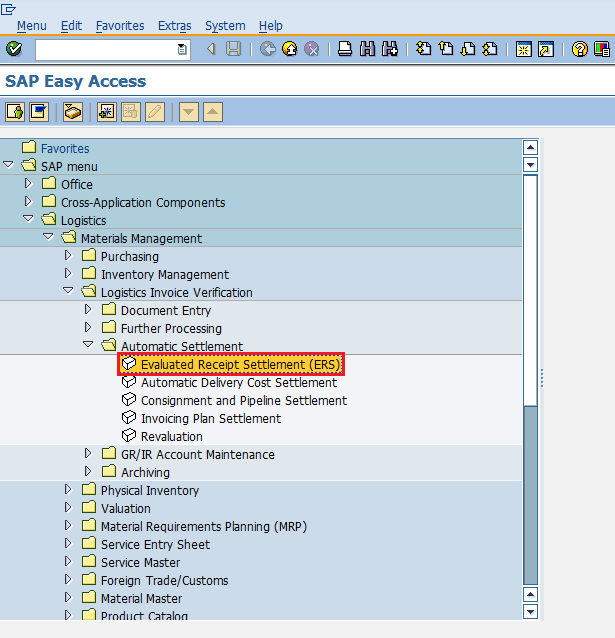 Menu Edit Favorites Extras System Help
SAP Easy Access
Favorites
SAP menu
Office
Cross-Application Components
Logistics
Materials Management
Purchasing
Inventory Management
Logistics Invoice Verification
Document Entry
Further Processing
Automatic Settlement
Evaluated Receipt Settlement (ERS)
Automatic Delivery Cost Settlement
Consignment and Pipeline Settlement
Invoicing Plan Settlement
Revaluation
GR/IR Account Maintenance
Archiving
Physical Inventory
Valuation
Material Requirements Planning (MRP)
Service Entry Sheet
Service Master
Foreign Trade/Customs
Material Master
Product Catalog